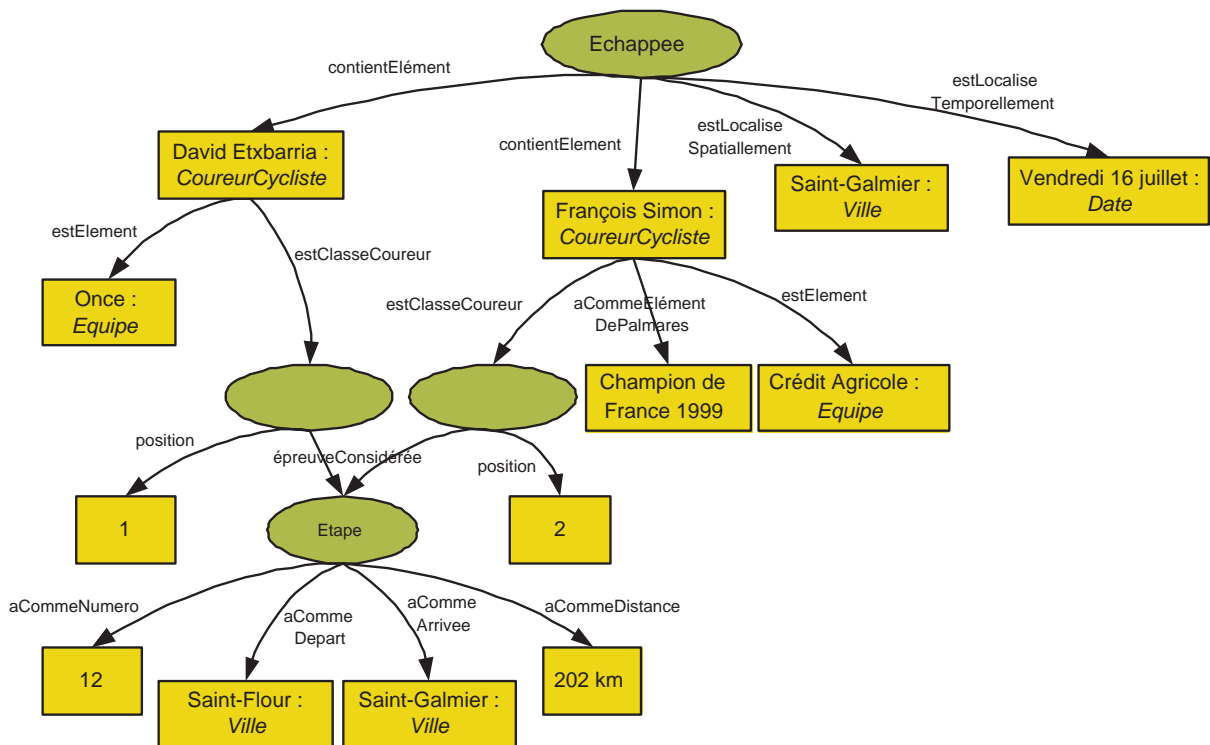 Echappee
contientElément
estLocalise
Temporellement
David Etxbarria :
CoureurCycliste
contientElement
estLocalise
Spatiallement
Saint-Galmier :
Ville
Vendredi 16 juillet :
Date
François Simon :
CoureurCycliste
estElement
estClasseCoureur
Once :
Equipe
estClasseCoureur
aCommeElément
DePalmares
estElement
Champion de
France 1999
Crédit Agricole :
Equipe
position
épreuveConsidérée
position
1
Etape
2
aCommeNumero
aComme
Depart
aComme
Arrivee
aCommeDistance
12
Saint-Flour :
Ville
Saint-Galmier :
Ville
202 km